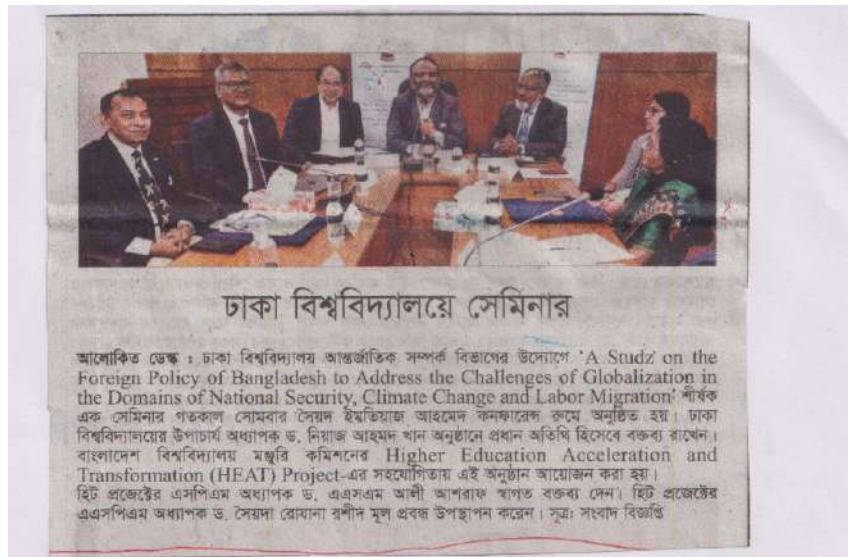 ঢাকা বিশ্ববিদ্যালয়ে সেমিনার
আলোকিত ডেস্ক : ঢাকা বিশ্ববিদ্যালয় আন্তর্জাতিক সম্পর্ক বিভাগের উদ্যোগে 'A Studz' on the
Foreign Policy of Bangladesh to Address the Challenges of Globalization in
the Domains of National Security, Climate Change and Labor Migration' শীর্ষক
এক সেমিনার গতকাল সোমবার সৈয়দ ইমতিয়াজ আহমেদ কনফারেন্স রুমে অনুষ্ঠিত হয়। ঢাকা
বিশ্ববিদ্যালয়ের উপাচার্য অধ্যাপক ড. নিয়াজ আহমদ খান অনুষ্ঠানে প্রধান অতিথি হিসেবে বক্তব্য রাখেন।
বাংলাদেশ বিশ্ববিদ্যালয় মঞ্জুরি কমিশনের Higher Education Acceleration and
Transformation (HEAT) Project-এর সহযোগিতায় এই অনুষ্ঠান আয়োজন করা হয়।
হিট প্রজেক্টের এসপিএম অধ্যাপক ড. এএসএম আলী আশরাফ স্বাগত বক্তব্য দেন। হিট প্রজেক্টের
এএসপিএম অধ্যাপক ড. সৈয়দা রোযানা রশীদ মূল প্রবন্ধ উপস্থাপন করেন। সূত্র: সংবাদ বিজ্ঞপ্তি